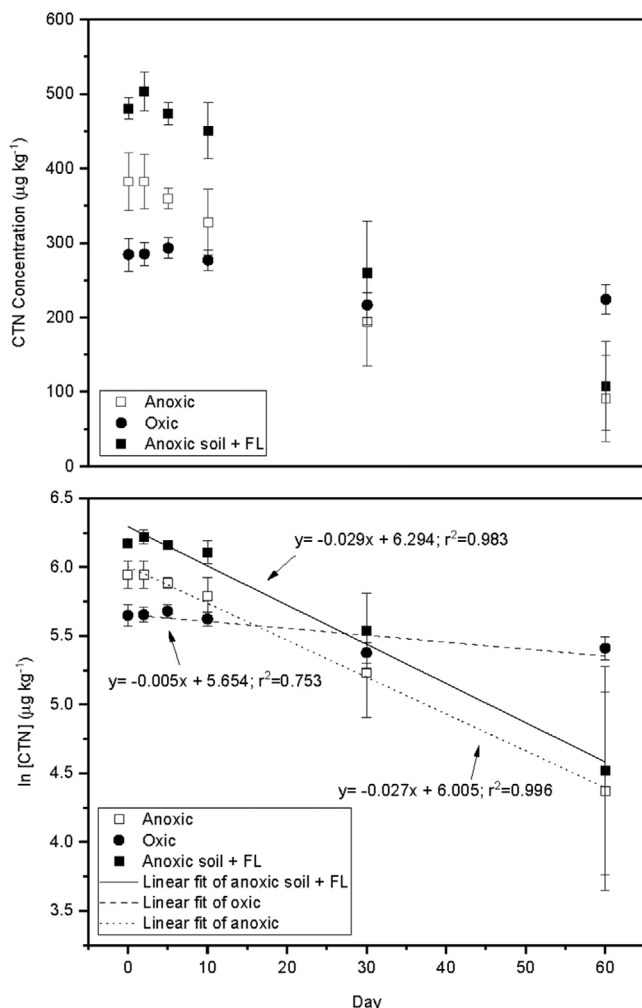 600
500
400
300
200
100
0
CTN Concentration (µg kg⁻¹)
Anoxic
Oxic
Anoxic soil + FL
6.5
6.0
5.5
5.0
4.5
4.0
3.5
ln [CTN] (µg kg⁻¹)
y= -0.029x + 6.294; r²=0.983
y= -0.005x + 5.654; r²=0.753
y= -0.027x + 6.005; r²=0.996
Anoxic
Oxic
Anoxic soil + FL
Linear fit of anoxic soil + FL
Linear fit of oxic
Linear fit of anoxic
0 10 20 30 40 50 60
Day